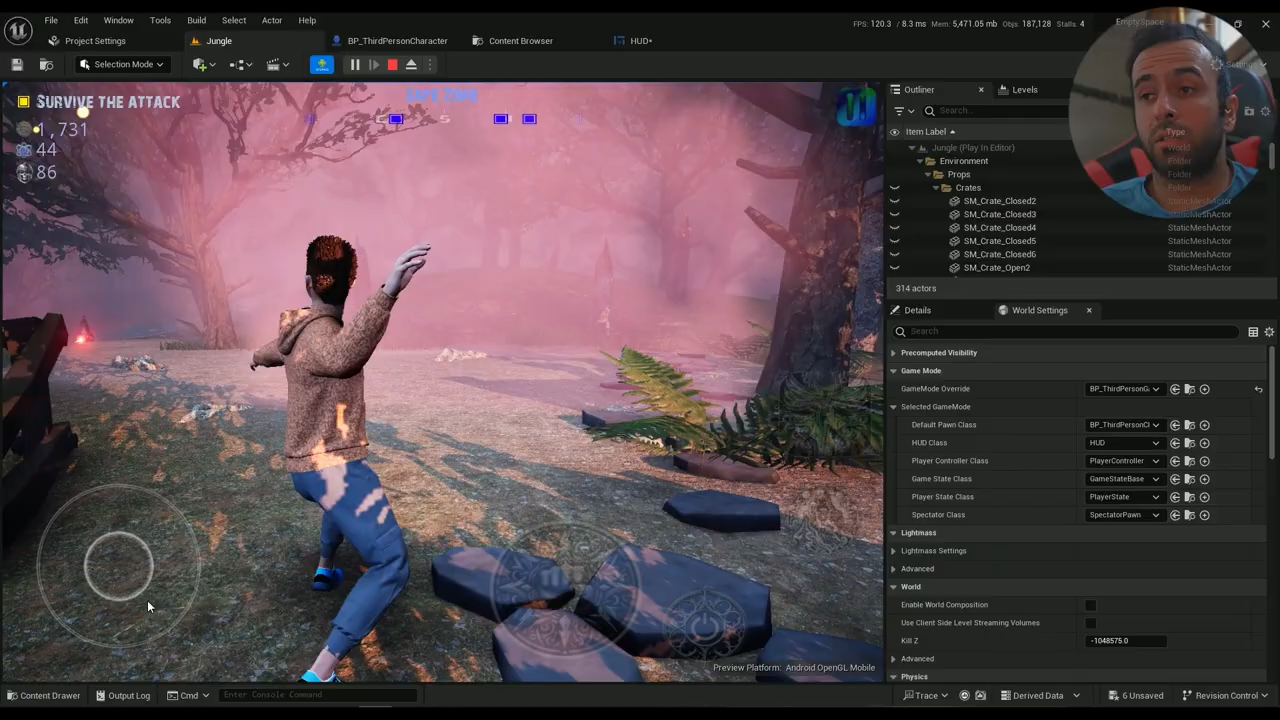 File Edit Window Tools Build Select Actor Help
FPS: 120.3 / 8.3 ms Mem: 5,471.05 mb Objs: 187,128 Stalls: 4
EmptySpace
Project Settings
Jungle
BP_ThirdPersonCharacter
Content Browser
HUD*
Selection Mode
Settings
SURVIVE THE ATTACK
SAFE ZONE
1,731
44
86
S
Preview Platform: Android OpenGL Mobile
Outliner
Levels
Search...
Item Label
Type
Jungle (Play In Editor)
World
Environment
Folder
Props
Folder
Crates
Folder
SM_Crate_Closed2
StaticMeshActor
SM_Crate_Closed3
StaticMeshActor
SM_Crate_Closed4
StaticMeshActor
SM_Crate_Closed5
StaticMeshActor
SM_Crate_Closed6
StaticMeshActor
SM_Crate_Open2
StaticMeshActor
314 actors
Details
World Settings
Search
Precomputed Visibility
Game Mode
GameMode Override
BP_ThirdPersonG
Selected GameMode
Default Pawn Class
BP_ThirdPersonCl
HUD Class
HUD
Player Controller Class
PlayerController
Game State Class
GameStateBase
Player State Class
PlayerState
Spectator Class
SpectatorPawn
Lightmass
Lightmass Settings
Advanced
World
Enable World Composition
Use Client Side Level Streaming Volumes
Kill Z
-1048575.0
Advanced
Physics
Content Drawer
Output Log
Cmd
Enter Console Command
Trace
Derived Data
6 Unsaved
Revision Control